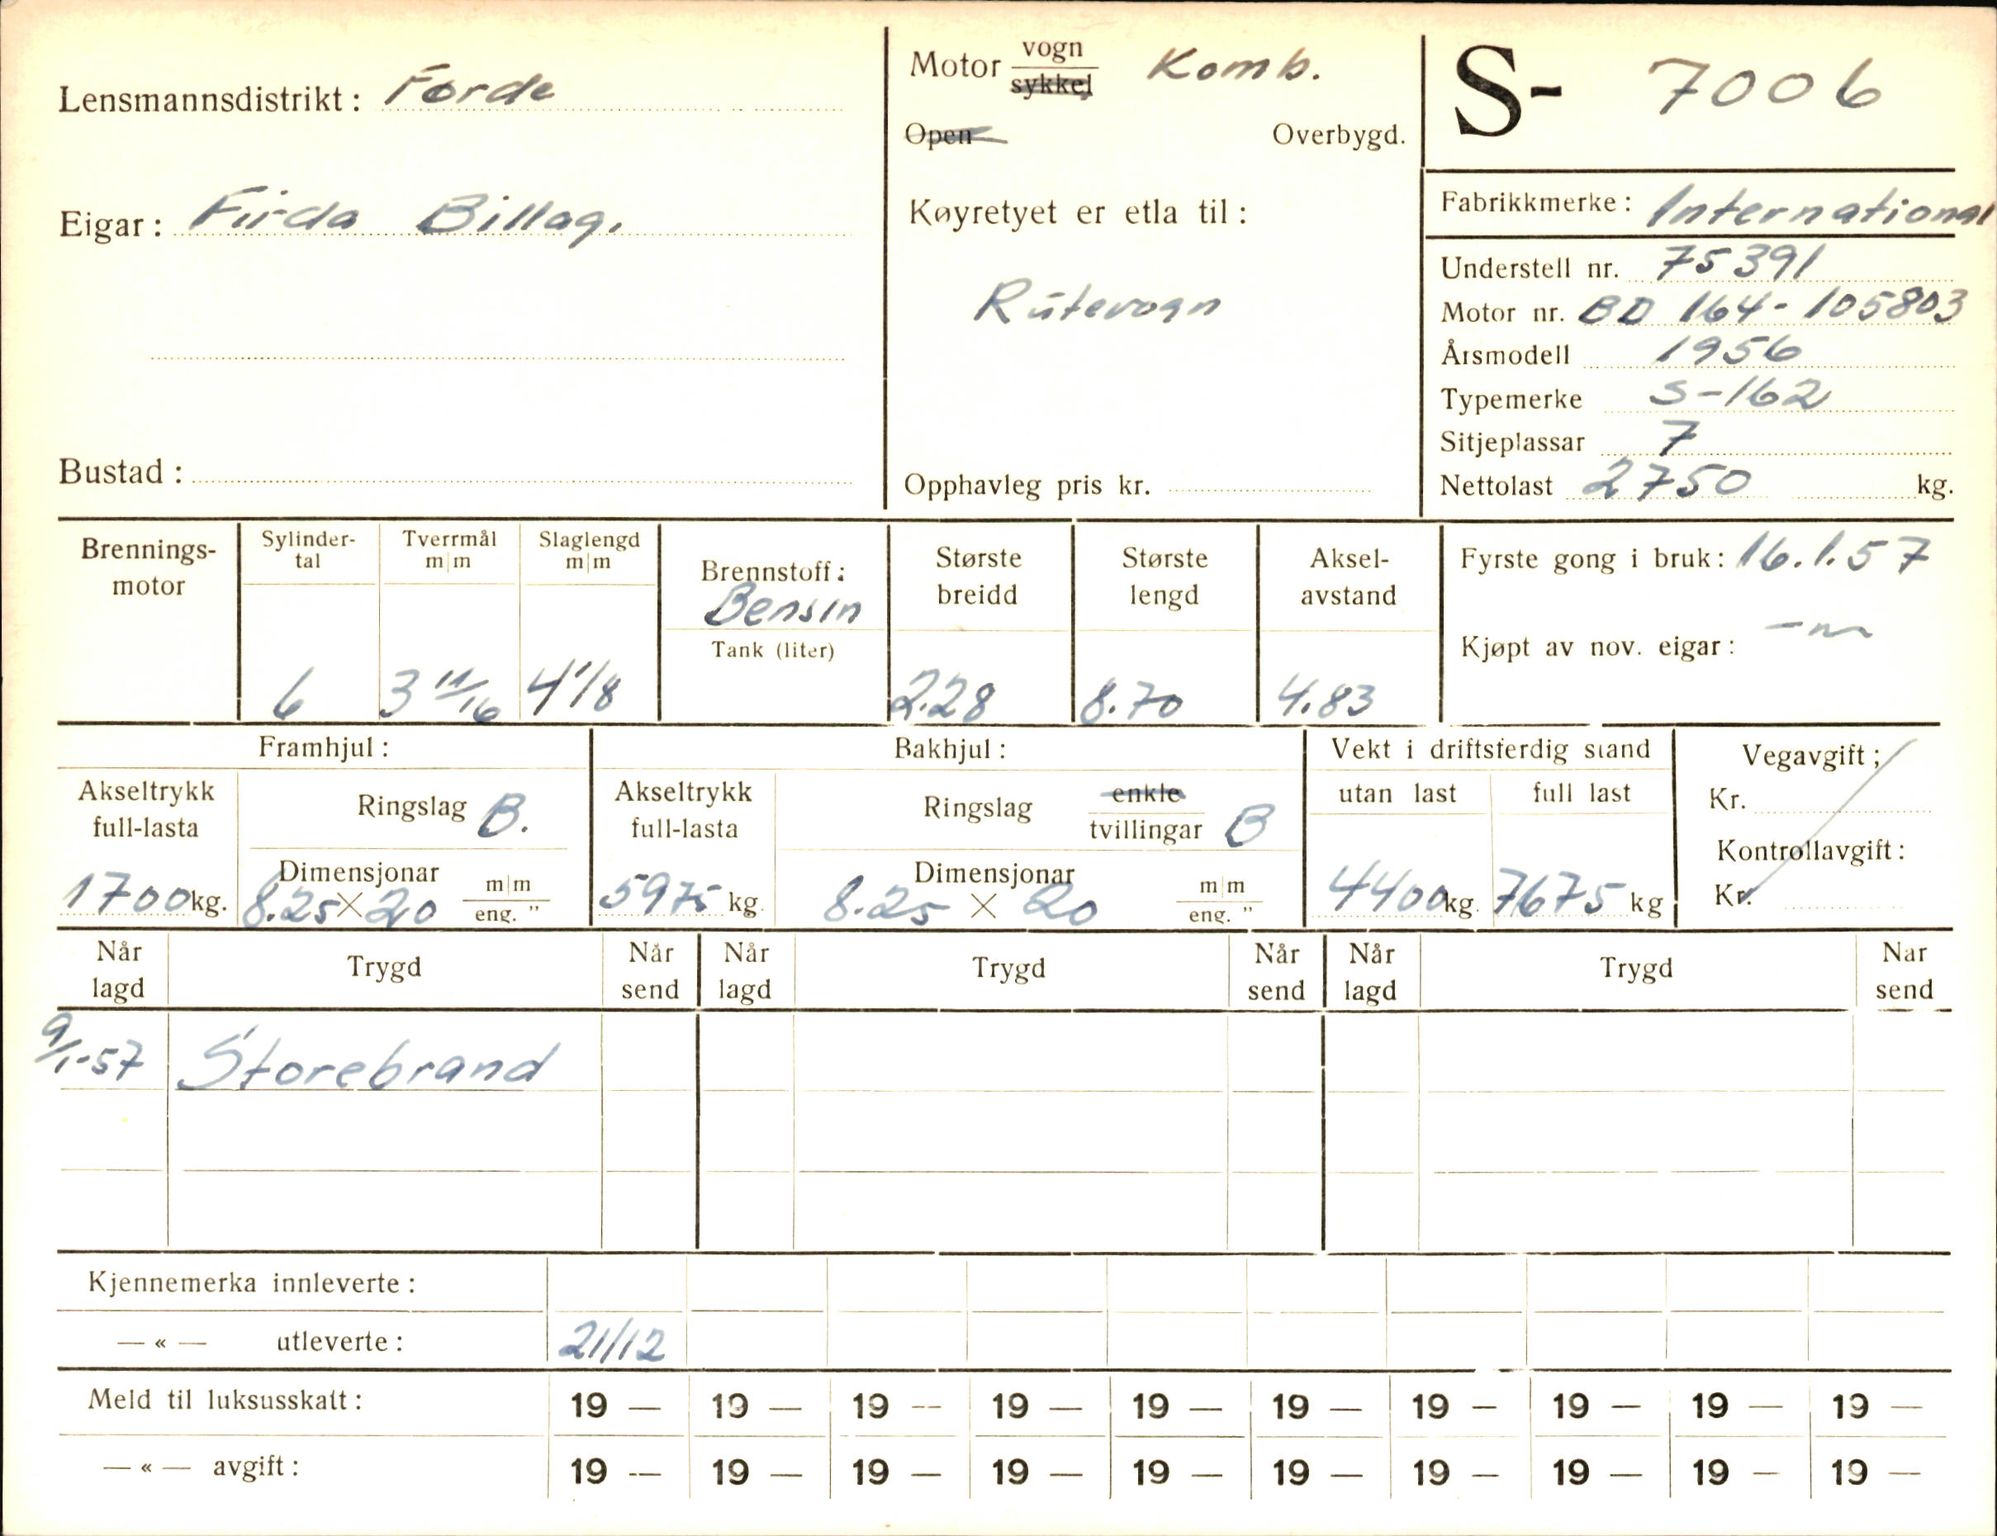 Lensmannsdistrikt: Førde
Eigar: Firda Billag.
Bustad:
Motor vogn / sykkel Komb.
Open Overbygd.
Køyretyet er etla til:
Rutevogn
Opphavleg pris kr.
S- 7006
Fabrikkmerke: International
Understell nr. 75391
Motor nr. BD 164-105803
Årsmodell 1956
Typemerke S-162
Sitjeplassar 7
Nettolast 2750 kg.
Brennings-
motor
Sylinder-
tal
6
Tverrmål
m|m
3 11/16
Slaglengd
m|m
4 1/8
Brennstoff:
Bensin
Tank (liter)
Største
breidd
2.28
Største
lengd
8.70
Aksel-
avstand
4.83
Fyrste gong i bruk: 16.1.57
Kjøpt av nov. eigar: —"—
Framhjul:
Akseltrykk
full-lasta
1700 kg.
Ringslag B.
Dimensjonar
8.25 × 20 m|m / eng. "
Bakhjul:
Akseltrykk
full-lasta
5975 kg.
Ringslag enkle / tvillingar B
Dimensjonar
8.25 × 20 m|m / eng. "
Vekt i driftsferdig stand
utan last full last
4400 kg. 7675 kg
Vegavgift;
Kr.
Kontrollavgift:
Kr.
Når lagd Trygd Når send Når lagd Trygd Når send Når lagd Trygd Nar send
9/1-57 Storebrand
Kjennemerka innleverte:
— « — utleverte: 21/12
Meld til luksusskatt: 19 — 19 — 19 — 19 — 19 — 19 — 19 — 19 — 19 — 19 —
— « — avgift: 19 — 19 — 19 — 19 — 19 — 19 — 19 — 19 — 19 — 19 —